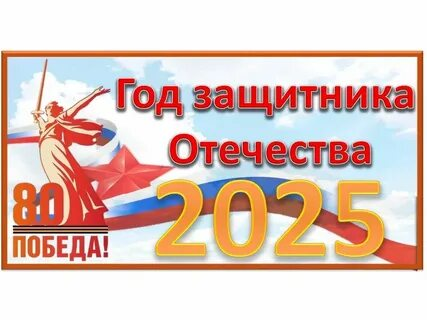 Год защитника
Отечества
2025
80
ПОБЕДА!